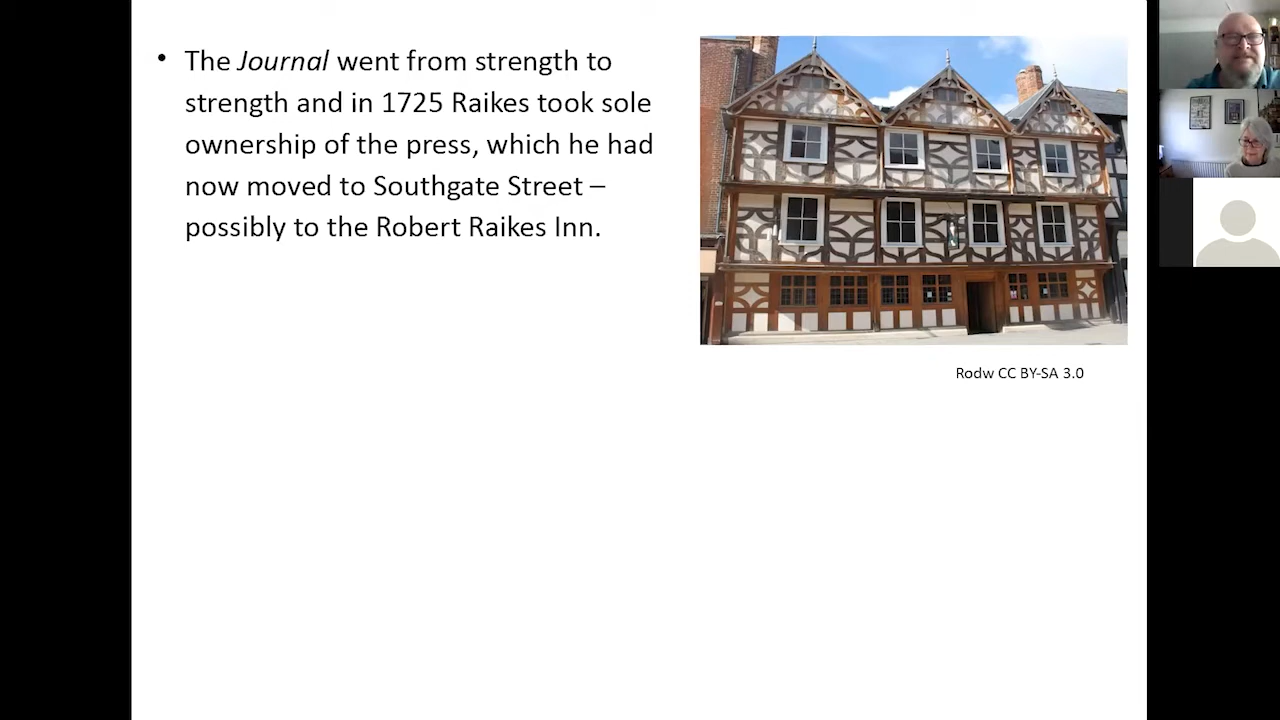 • The Journal went from strength to
strength and in 1725 Raikes took sole
ownership of the press, which he had
now moved to Southgate Street –
possibly to the Robert Raikes Inn.
Rodw CC BY-SA 3.0